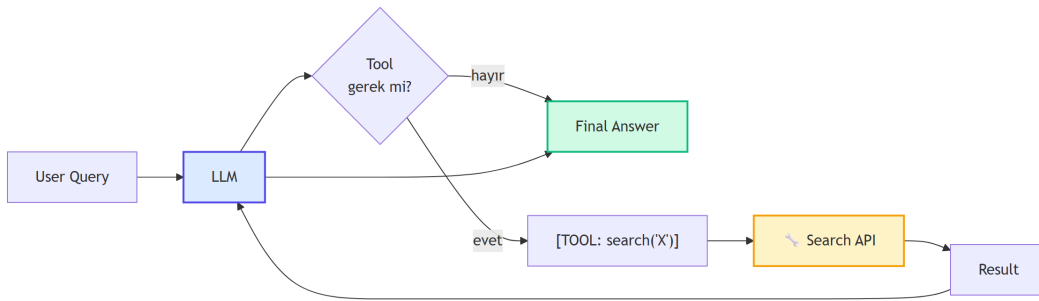 Tool
gerek mi?
hayır
Final Answer
User Query
LLM
evet
[TOOL: search('X')]
🔧 Search API
Result